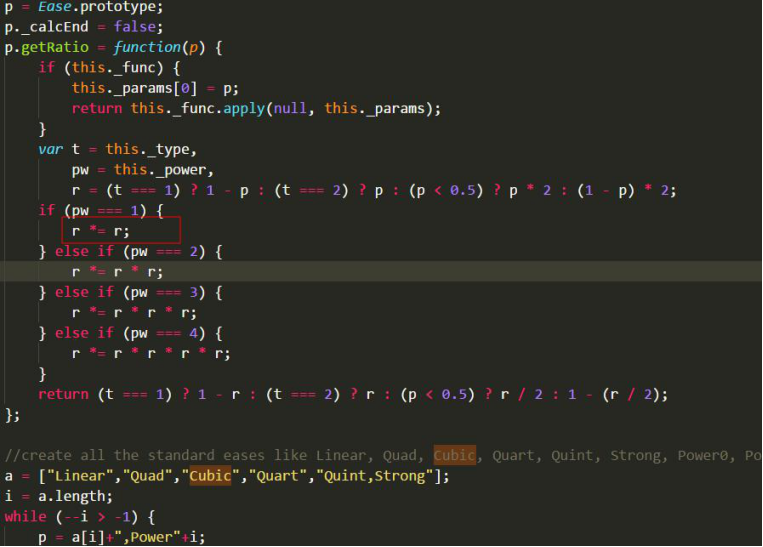 p = Ease.prototype;
p._calcEnd = false;
p.getRatio = function(p) {
if (this._func) {
this._params[0] = p;
return this._func.apply(null, this._params);
}
var t = this._type,
pw = this._power,
r = (t === 1) ? 1 - p : (t === 2) ? p : (p < 0.5) ? p * 2 : (1 - p) * 2;
if (pw === 1) {
r *= r;
} else if (pw === 2) {
r *= r * r;
} else if (pw === 3) {
r *= r * r * r;
} else if (pw === 4) {
r *= r * r * r * r;
}
return (t === 1) ? 1 - r : (t === 2) ? r : (p < 0.5) ? r / 2 : 1 - (r / 2);
};
//create all the standard eases like Linear, Quad, Cubic, Quart, Quint, Strong, Power0, Po
a = ["Linear","Quad","Cubic","Quart","Quint,Strong"];
i = a.length;
while (--i > -1) {
p = a[i]+",Power"+i;